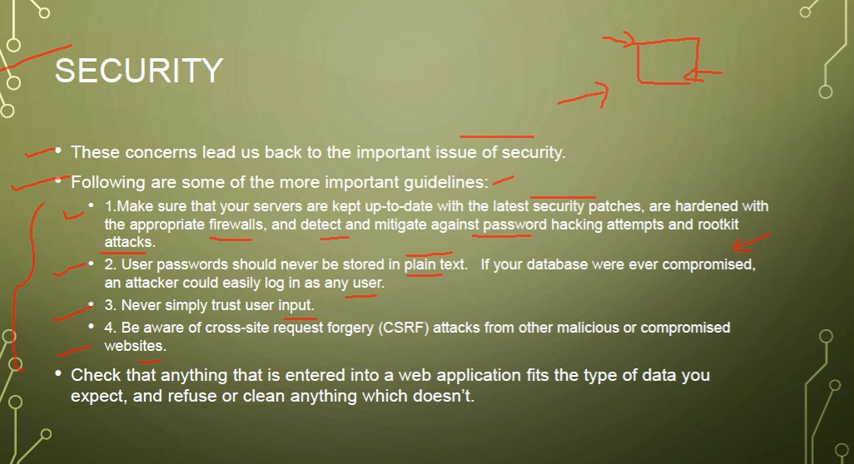 SECURITY
• These concerns lead us back to the important issue of security.
• Following are some of the more important guidelines:
• 1.Make sure that your servers are kept up-to-date with the latest security patches, are hardened with
the appropriate firewalls, and detect and mitigate against password hacking attempts and rootkit
attacks.
• 2. User passwords should never be stored in plain text. If your database were ever compromised,
an attacker could easily log in as any user.
• 3. Never simply trust user input.
• 4. Be aware of cross-site request forgery (CSRF) attacks from other malicious or compromised
websites.
• Check that anything that is entered into a web application fits the type of data you
expect, and refuse or clean anything which doesn't.